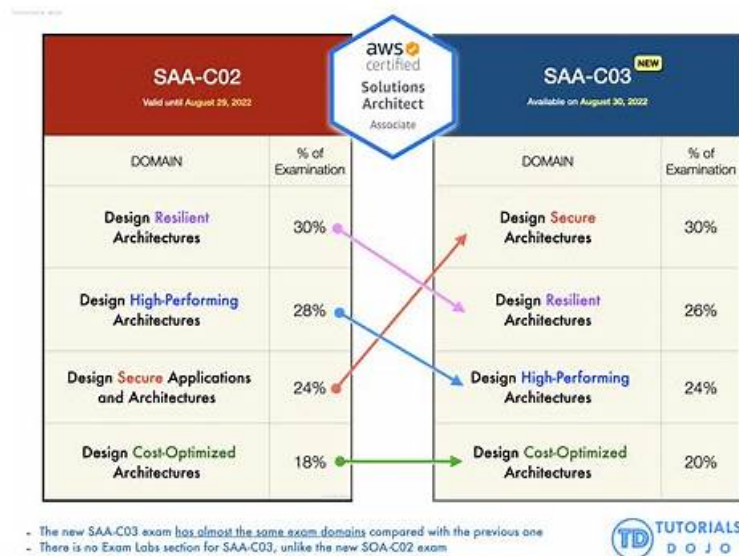 SAA-C02
Valid until August 29, 2022
DOMAIN
% of
Examination
Design Resilient
Architectures
30%
Design High-Performing
Architectures
28%
Design Secure Applications
and Architectures
24%
Design Cost-Optimized
Architectures
18%
aws
certified
Solutions
Architect
Associate
SAA-C03
NEW
Available on August 30, 2022
DOMAIN
% of
Examination
Design Secure
Architectures
30%
Design Resilient
Architectures
26%
Design High-Performing
Architectures
24%
Design Cost-Optimized
Architectures
20%
- The new SAA-C03 exam has almost the same exam domains compared with the previous one
- There is no Exam Labs section for SAA-C03, unlike the new SOA-C02 exam
TD
TUTORIALS
DOJO